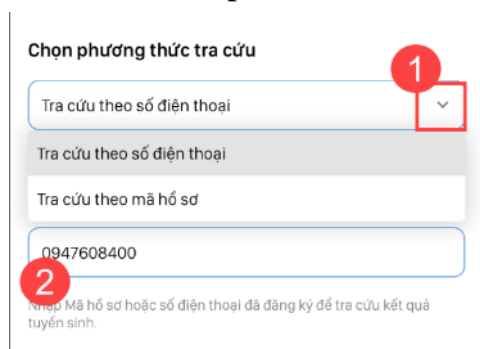 Chọn phương thức tra cứu
1
Tra cứu theo số điện thoại
Tra cứu theo số điện thoại
Tra cứu theo mã hồ sơ
0947608400
2
Nhập Mã hồ sơ hoặc số điện thoại đã đăng ký để tra cứu kết quả
tuyển sinh.